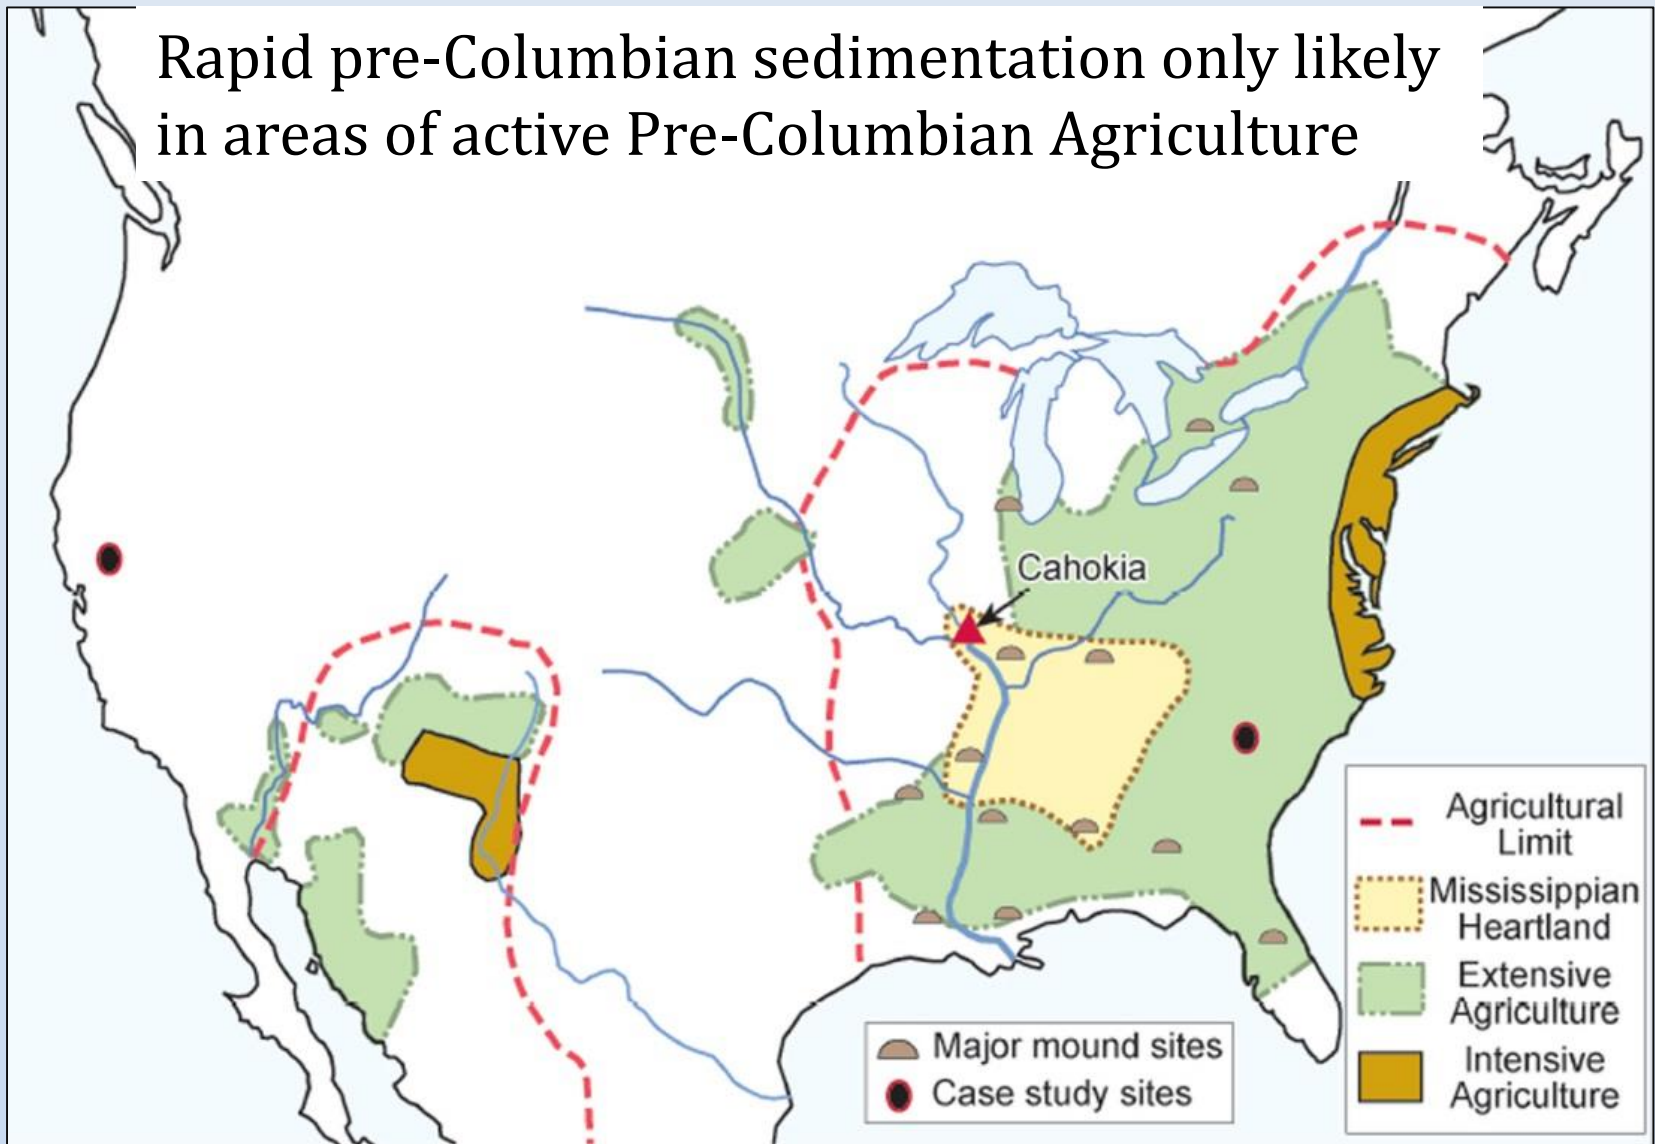 Rapid pre-Columbian sedimentation only likely
in areas of active Pre-Columbian Agriculture
Cahokia
Agricultural
Limit
Mississippian
Heartland
Extensive
Agriculture
Intensive
Agriculture
Major mound sites
Case study sites